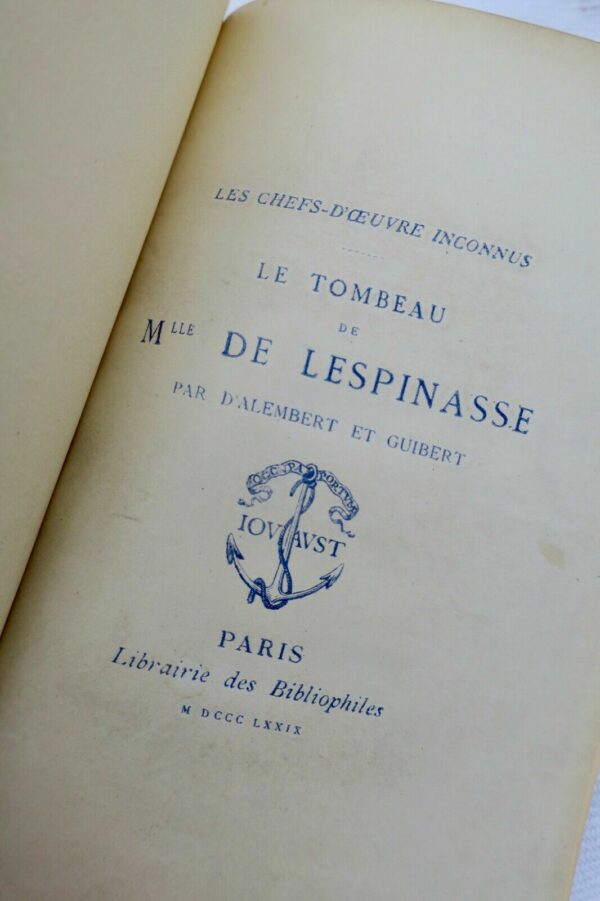 LES CHEFS-D'ŒUVRE INCONNUS
LE TOMBEAU
DE
MLLE DE LESPINASSE
PAR D'ALEMBERT ET GUIBERT
PORTUM
IOUAUST
PARIS
Librairie des Bibliophiles
M DCCC LXXIX